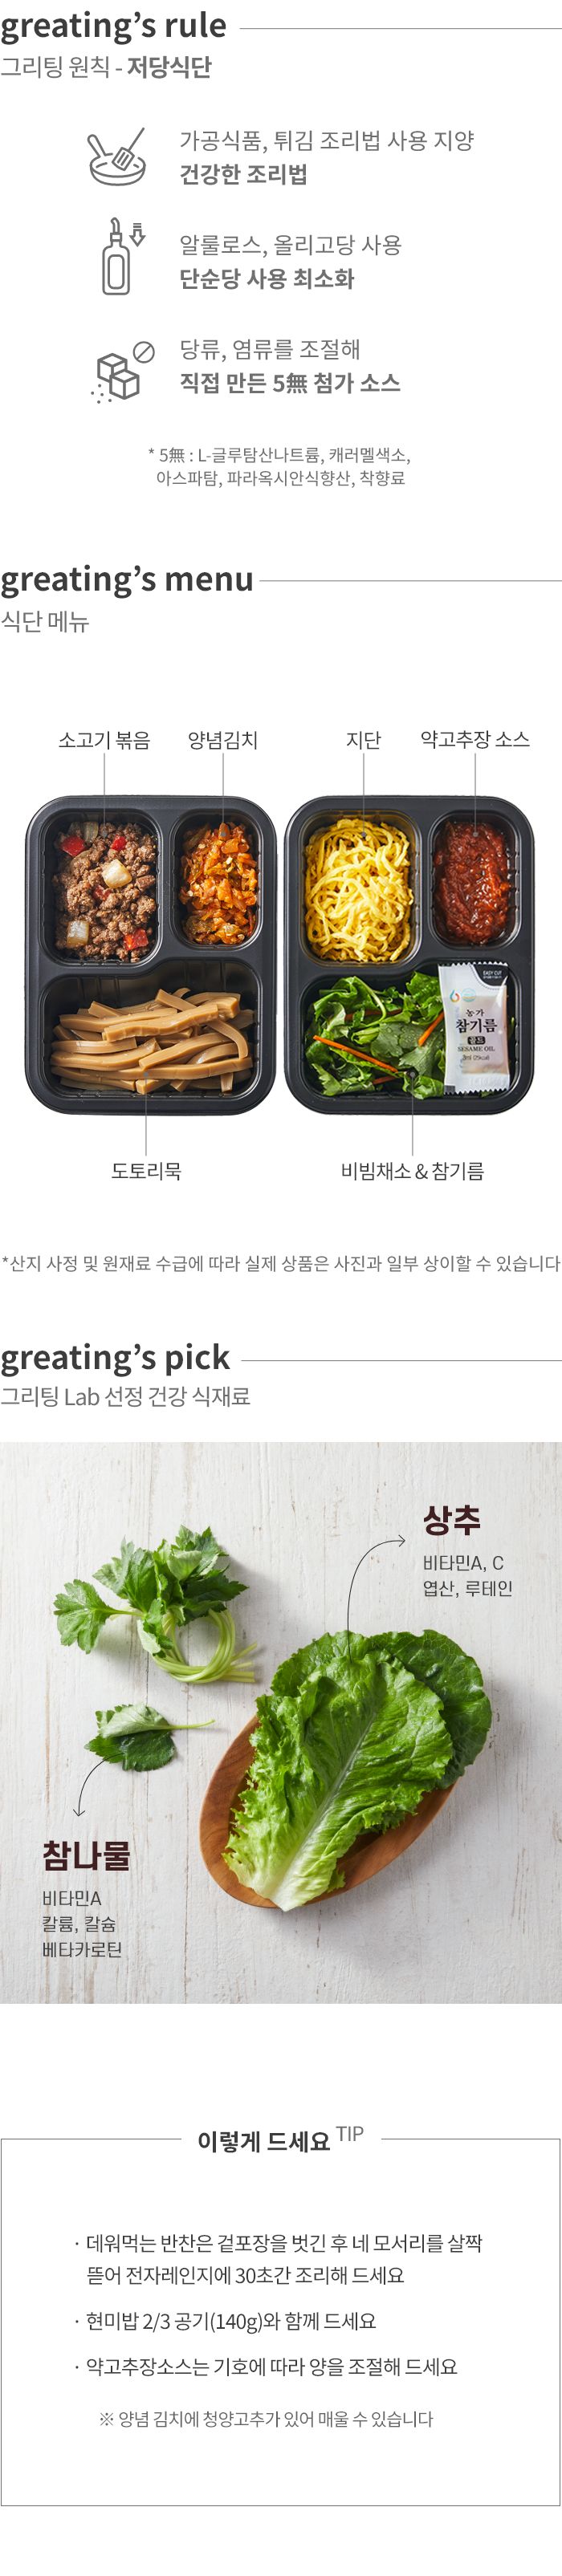 greating's rule
그리팅 원칙 - 저당식단
가공식품, 튀김 조리법 사용 지양
건강한 조리법
알룰로스, 올리고당 사용
단순당 사용 최소화
당류, 염류를 조절해
직접 만든 5無 첨가 소스
* 5無 : L-글루탐산나트륨, 캐러멜색소,
아스파탐, 파라옥시안식향산, 착향료
greating's menu
식단 메뉴
소고기 볶음 양념김치 지단 약고추장 소스
EASY CUT
농가
참기름
골드
SESAME OIL
도토리묵 비빔채소 & 참기름
*산지 사정 및 원재료 수급에 따라 실제 상품은 사진과 일부 상이할 수 있습니다
greating's pick
그리팅 Lab 선정 건강 식재료
상추
비타민A, C
엽산, 루테인
참나물
비타민A
칼륨, 칼슘
베타카로틴
이렇게 드세요 TIP
· 데워먹는 반찬은 겉포장을 벗긴 후 네 모서리를 살짝
뜯어 전자레인지에 30초간 조리해 드세요
· 현미밥 2/3 공기(140g)와 함께 드세요
· 약고추장소스는 기호에 따라 양을 조절해 드세요
※ 양념 김치에 청양고추가 있어 매울 수 있습니다